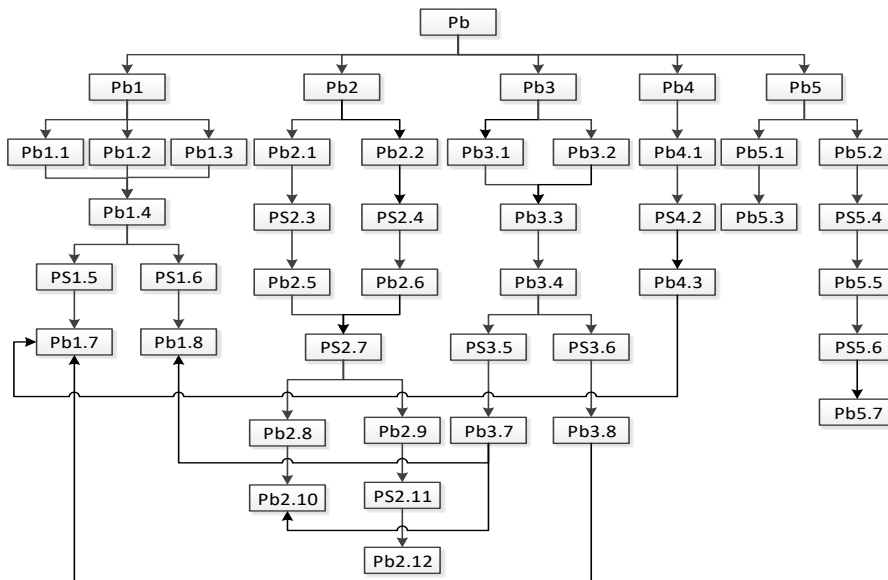 Pb
Pb1 Pb2 Pb3 Pb4 Pb5
Pb1.1 Pb1.2 Pb1.3 Pb2.1 Pb2.2 Pb3.1 Pb3.2 Pb4.1 Pb5.1 Pb5.2
Pb1.4 PS2.3 PS2.4 Pb3.3 PS4.2 Pb5.3 PS5.4
PS1.5 PS1.6 Pb2.5 Pb2.6 Pb3.4 Pb4.3 Pb5.5
Pb1.7 Pb1.8 PS2.7 PS3.5 PS3.6 PS5.6
Pb2.8 Pb2.9 Pb3.7 Pb3.8 Pb5.7
Pb2.10 PS2.11
Pb2.12